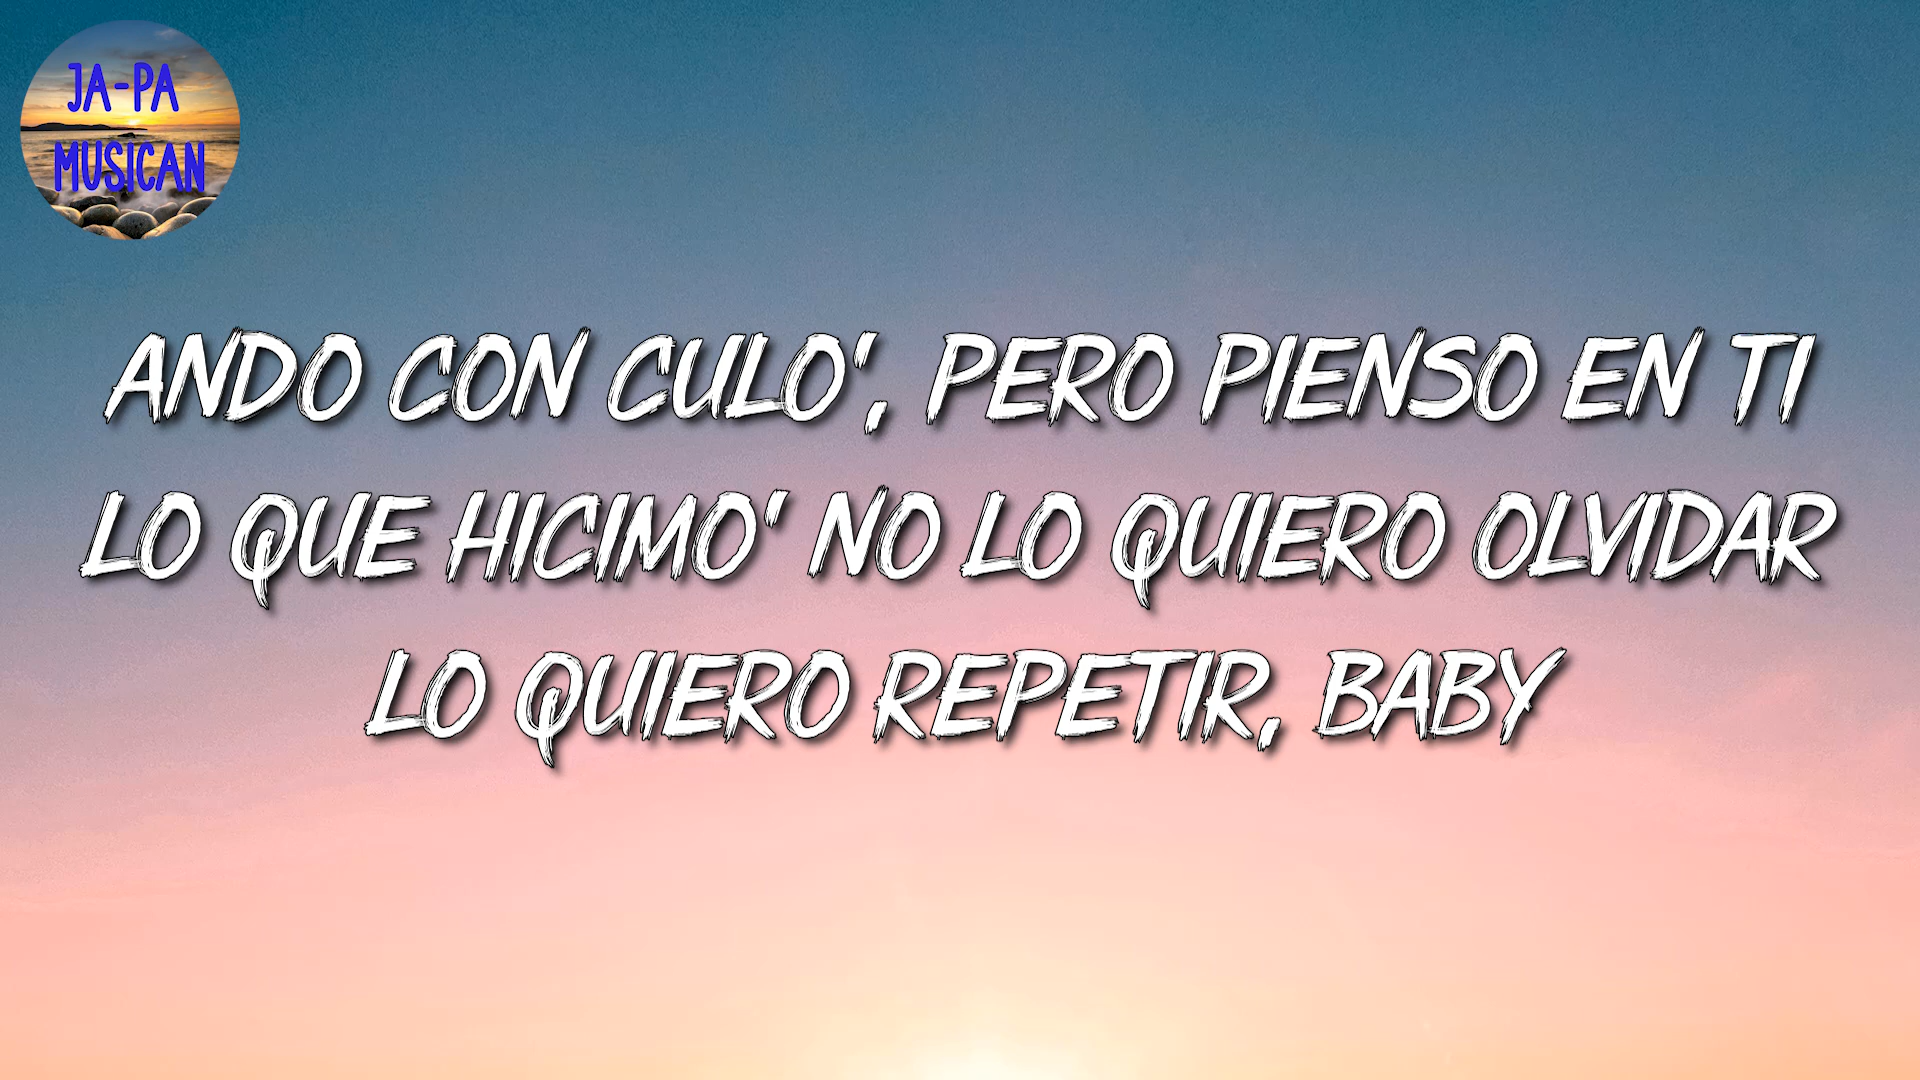 JA-PA
MUSICAN
ANDO CON CULO', PERO PIENSO EN TI
LO QUE HICIMO' NO LO QUIERO OLVIDAR
LO QUIERO REPETIR, BABY